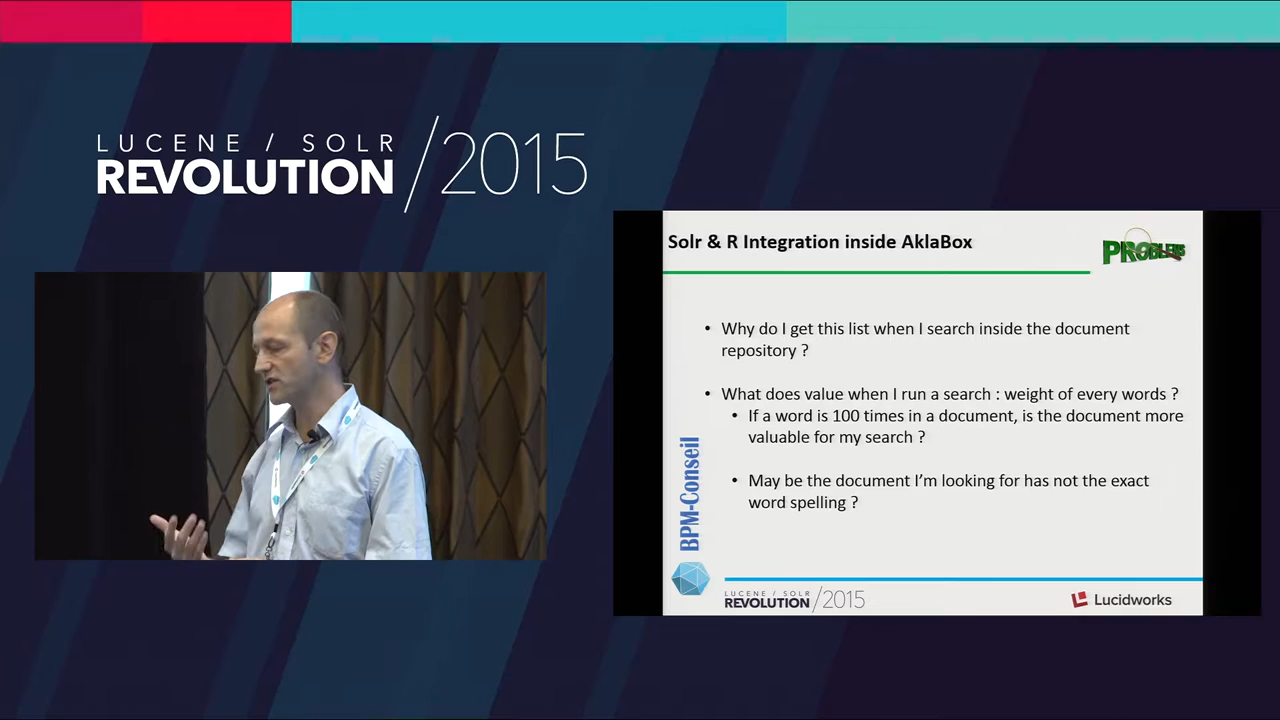 LUCENE / SOLR
REVOLUTION /2015
Solr & R Integration inside AklaBox
PROBLEMS
• Why do I get this list when I search inside the document
repository ?
• What does value when I run a search : weight of every words ?
• If a word is 100 times in a document, is the document more
valuable for my search ?
• May be the document I'm looking for has not the exact
word spelling ?
BPM-Conseil
LUCENE / SOLR
REVOLUTION /2015
Lucidworks